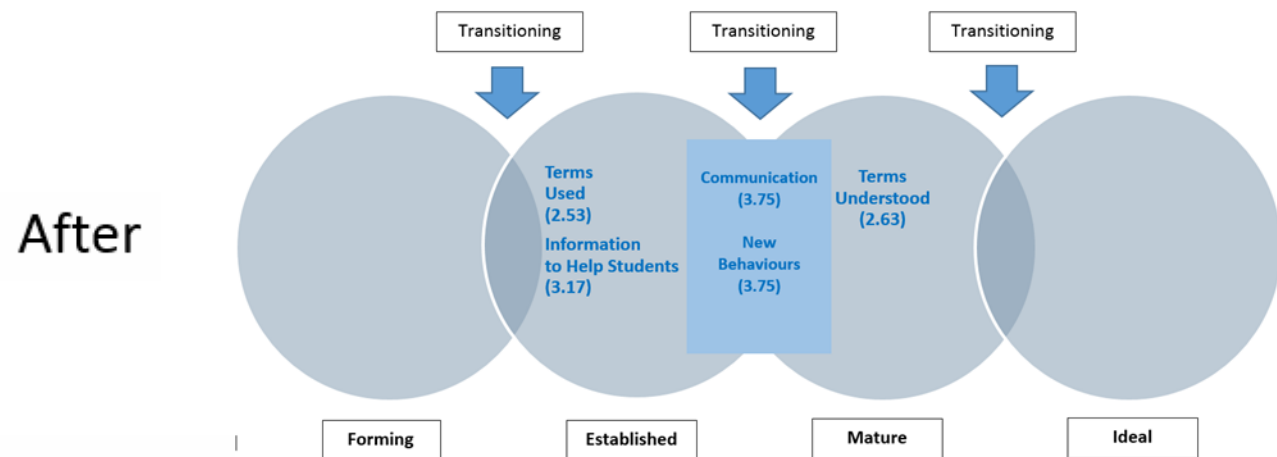 Transitioning
Transitioning
Transitioning
After
Terms
Used
(2.53)
Information
to Help Students
(3.17)
Communication
(3.75)
New
Behaviours
(3.75)
Terms
Understood
(2.63)
Forming
Established
Mature
Ideal